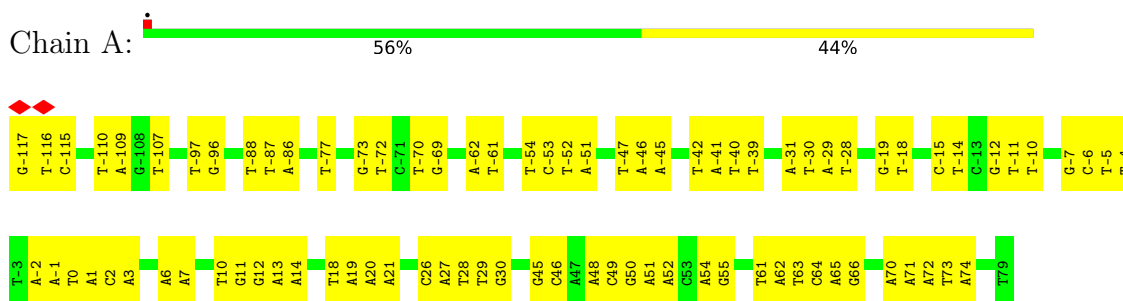 Chain A:
56% 44%
G-117 T-116 C-115 T-110 A-109 G-108 T-107 T-97 G-96 T-88 T-87 A-86 T-77 G-73 T-72 C-71 T-70 G-69 A-62 T-61 T-54 C-53 T-52 A-51 T-47 A-46 A-45 T-42 A-41 T-40 T-39 A-31 T-30 A-29 T-28 G-19 T-18 C-15 T-14 C-13 G-12 T-11 T-10 G-7 C-6 T-5
T-3 A-2 A-1 T0 A1 C2 A3 A6 A7 T10 G11 G12 A13 A14 T18 A19 A20 A21 C26 A27 T28 T29 G30 G45 C46 A47 A48 C49 G50 A51 A52 C53 A54 G55 T61 A62 T63 C64 A65 G66 A70 A71 A72 T73 A74 T79